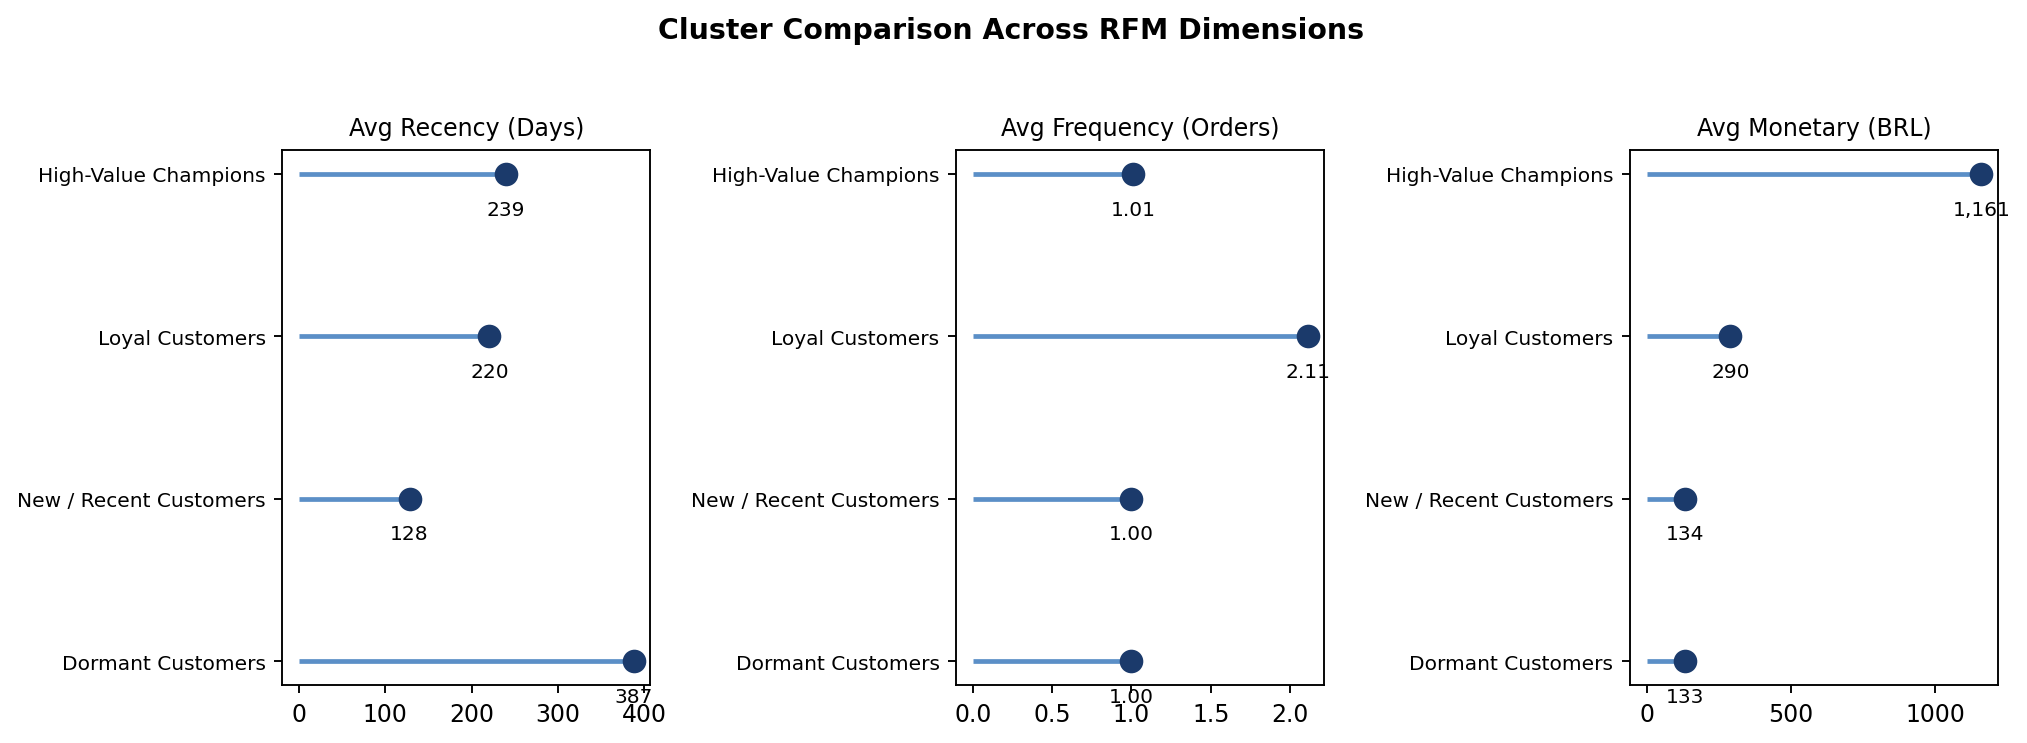 Cluster Comparison Across RFM Dimensions
Avg Recency (Days)
High-Value Champions
239
Loyal Customers
220
New / Recent Customers
128
Dormant Customers
387
0 100 200 300 400
Avg Frequency (Orders)
High-Value Champions
1.01
Loyal Customers
2.11
New / Recent Customers
1.00
Dormant Customers
1.00
0.0 0.5 1.0 1.5 2.0
Avg Monetary (BRL)
High-Value Champions
1,161
Loyal Customers
290
New / Recent Customers
134
Dormant Customers
133
0 500 1000